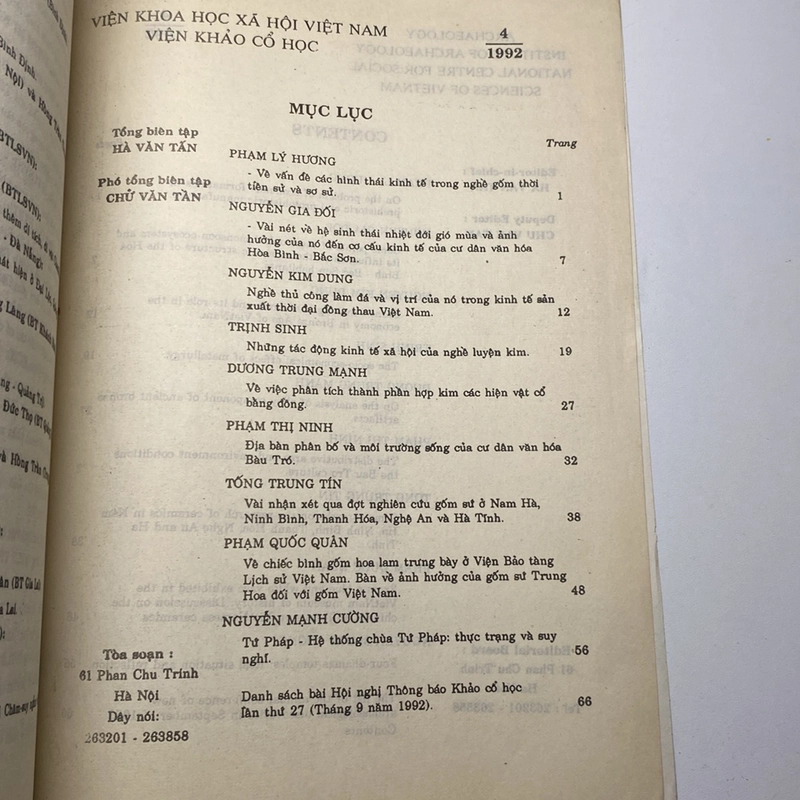 VIỆN KHOA HỌC XÃ HỘI VIỆT NAM
VIỆN KHẢO CỔ HỌC
4
1992
MỤC LỤC
Tổng biên tập
HÀ VĂN TẤN
Phó tổng biên tập
CHỬ VĂN TẦN
Trang
PHẠM LÝ HƯƠNG
- Về vấn đề các hình thái kinh tế trong nghề gốm thời
tiền sử và sơ sử. 1
NGUYỄN GIA ĐỐI
- Vài nét về hệ sinh thái nhiệt đới gió mùa và ảnh
hưởng của nó đến cơ cấu kinh tế của cư dân văn hóa
Hòa Bình - Bắc Sơn. 7
NGUYỄN KIM DUNG
Nghề thủ công làm đá và vị trí của nó trong kinh tế sản
xuất thời đại đồng thau Việt Nam. 12
TRỊNH SINH
Những tác động kinh tế xã hội của nghề luyện kim. 19
DƯƠNG TRUNG MẠNH
Về việc phân tích thành phần hợp kim các hiện vật cổ
bằng đồng. 27
PHẠM THỊ NINH
Địa bàn phân bố và môi trường sống của cư dân văn hóa
Bàu Tró. 32
TỐNG TRUNG TÍN
Vài nhận xét qua đợt nghiên cứu gốm sứ ở Nam Hà,
Ninh Bình, Thanh Hóa, Nghệ An và Hà Tĩnh. 38
PHẠM QUỐC QUÂN
Về chiếc bình gốm hoa lam trưng bày ở Viện Bảo tàng
Lịch sử Việt Nam. Bàn về ảnh hưởng của gốm sứ Trung
Hoa đối với gốm Việt Nam. 48
NGUYỄN MẠNH CƯỜNG
Tứ Pháp - Hệ thống chùa Tứ Pháp: thực trạng và suy
nghĩ. 56
Danh sách bài Hội nghị Thông báo Khảo cổ học
lần thứ 27 (Tháng 9 năm 1992). 66
Tòa soạn :
61 Phan Chu Trinh
Hà Nội
Dây nói:
263201 - 263858
Bình Định
(BTLSVN):
(BTLSVN);
- Đà Nẵng);